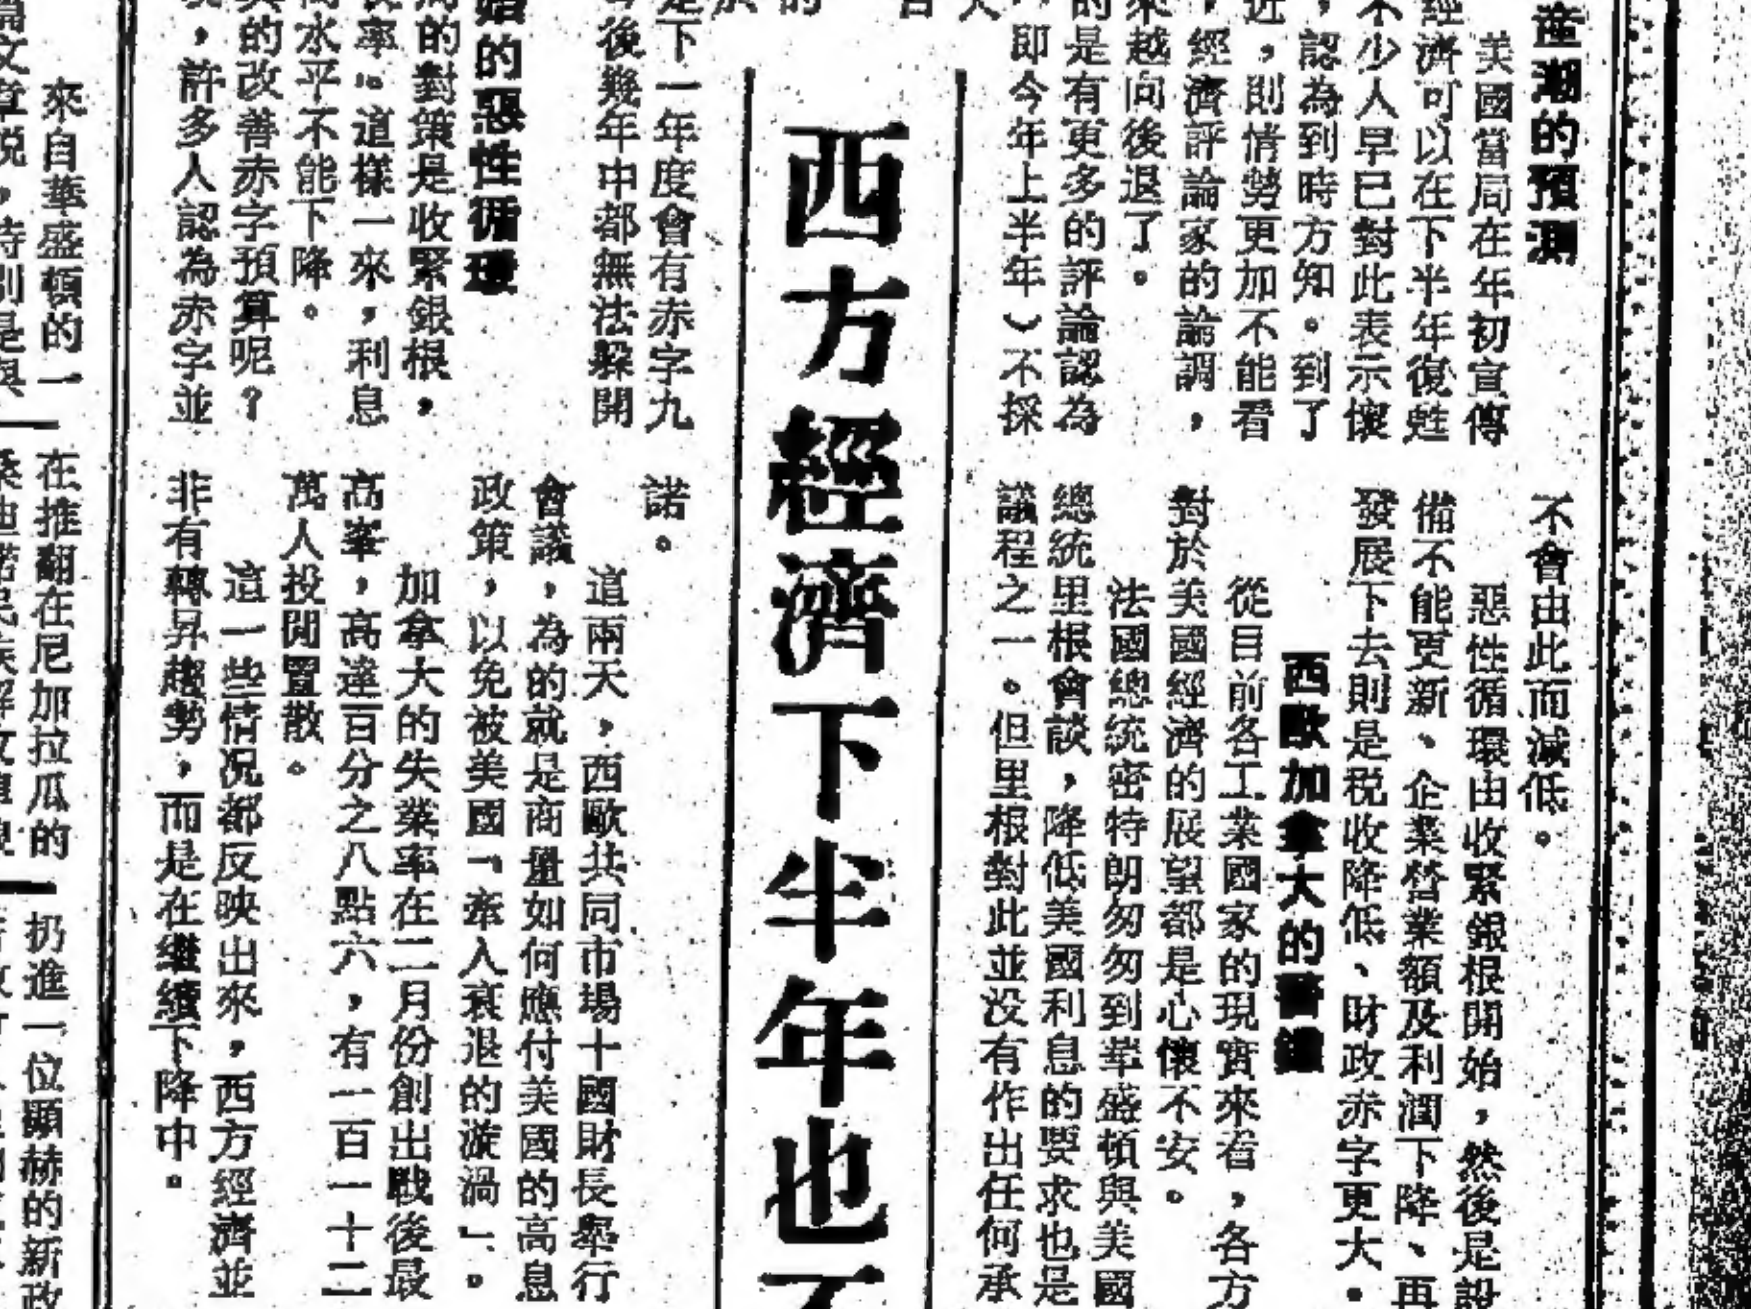 產潮的預測
美國當局在年初宣傳
經濟可以在下半年復甦
不少人早已對此表示懷
,認為到時方知。到了
近,則情勢更加不能看
,經濟評論家的論調,
來越向後退了。
的是有更多的評論認為
即今年上半年)不採
西方經濟下半年也
是下一年度會有赤字九
後幾年中都無法躲開
始的惡性循環
的對策是收緊銀根,
率。這樣一來,利息
水平不能下降。
的改善赤字預算呢?
,許多人認為赤字並
不會由此而減低。
惡性循環由收緊銀根開始,然後是設
備不能更新、企業營業額及利潤下降、再
發展下去則是税收降低、財政赤字更大。
西歐加拿大的警鐘
從目前各工業國家的現實來看,各方
對於美國經濟的展望都是心懷不安。
法國總統密特朗匆匆到華盛頓與美國
總統里根會談,降低美國利息的要求也是
議程之一。但里根對此並没有作出任何承
諾。
這兩天,西歐共同市場十國財長舉行
會議,為的就是商量如何應付美國的高息
政策,以免被美國「牽入衰退的漩渦」。
加拿大的失業率在二月份創出戰後最
高峯,高達百分之八點六,有一百一十二
萬人投閒置散。
這一些情况都反映出來,西方經濟並
非有轉昇趨勢,而是在繼續下降中。
來自華盛頓的一
文章説,特別是與
在推翻在尼加拉瓜的
扔進一位顯赫的新政